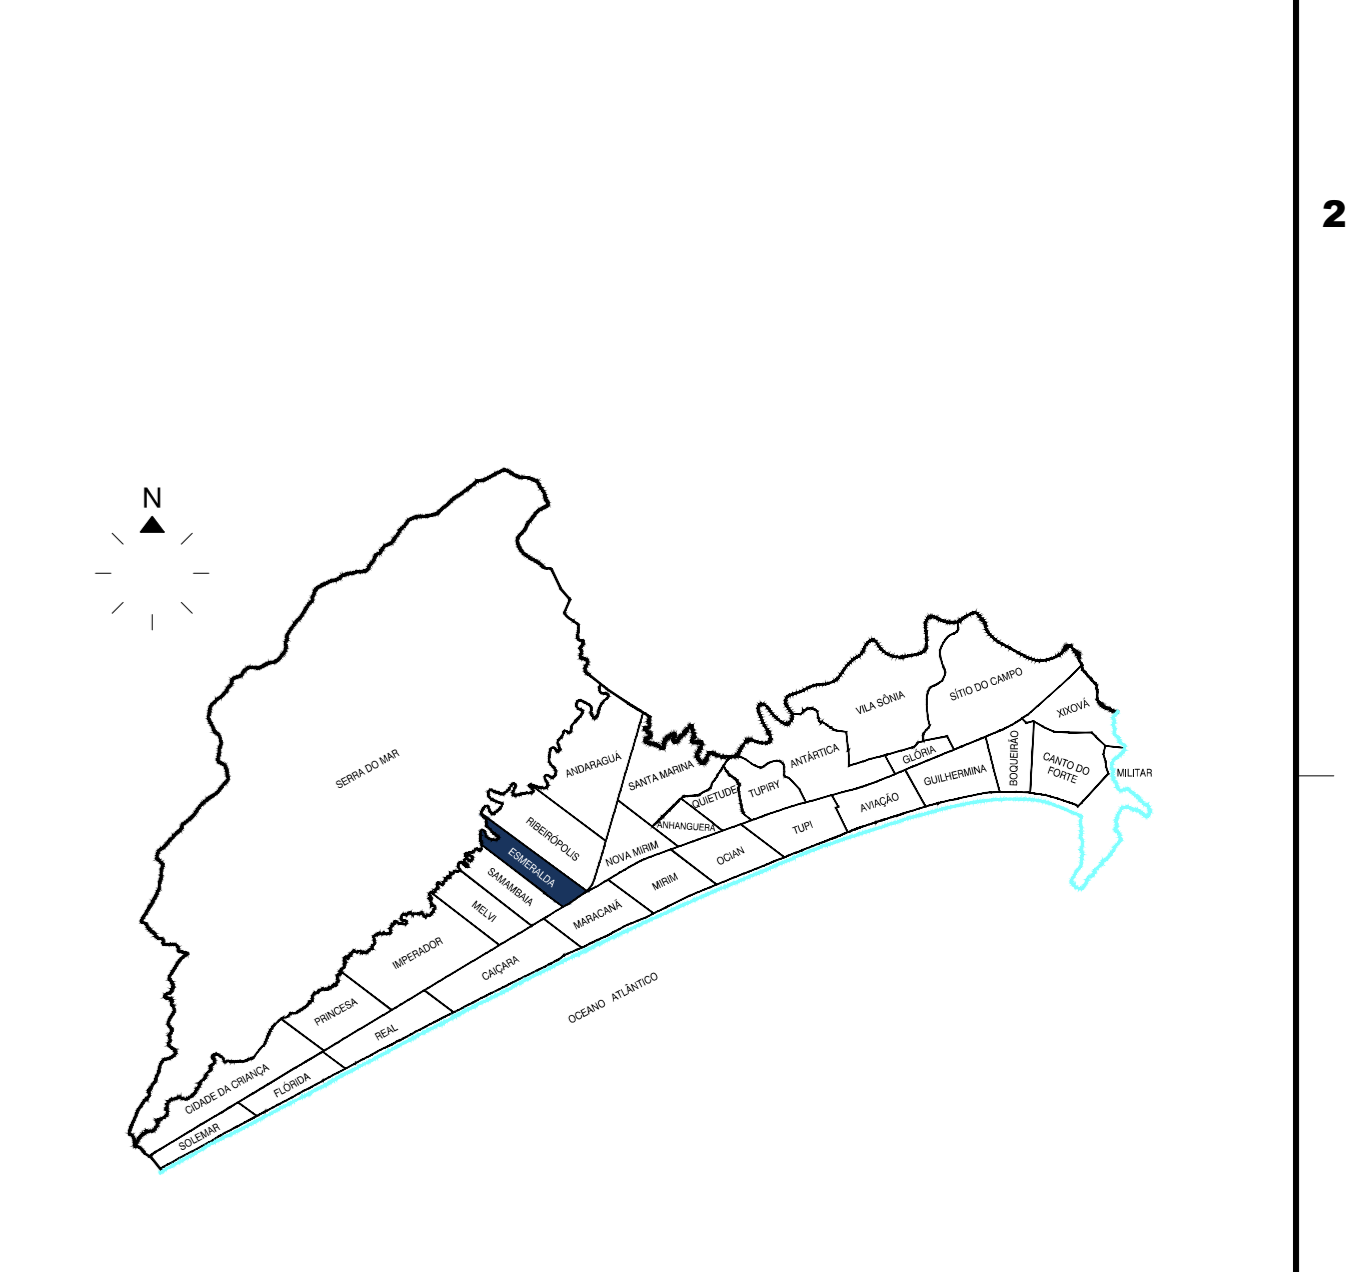 2
N
SERRA DO MAR
ANDARAGUÁ
SANTA MARINA
RIBEIRÓPOLIS
ESMERALDA
SAMAMBAIA
MELVI
IMPERADOR
PRINCESA
CIDADE DA CRIANÇA
SOLEMAR
FLÓRIDA
REAL
CAIÇARA
MARACANÃ
MIRIM
NOVA MIRIM
ANHANGUERA
QUIETUDE
TUPIRY
ANTÁRTICA
VILA SÔNIA
SÍTIO DO CAMPO
XIXOVÁ
GLÓRIA
OCIAN
TUPI
AVIAÇÃO
GUILHERMINA
BOQUEIRÃO
CANTO DO
FORTE
MILITAR
OCEANO ATLÂNTICO